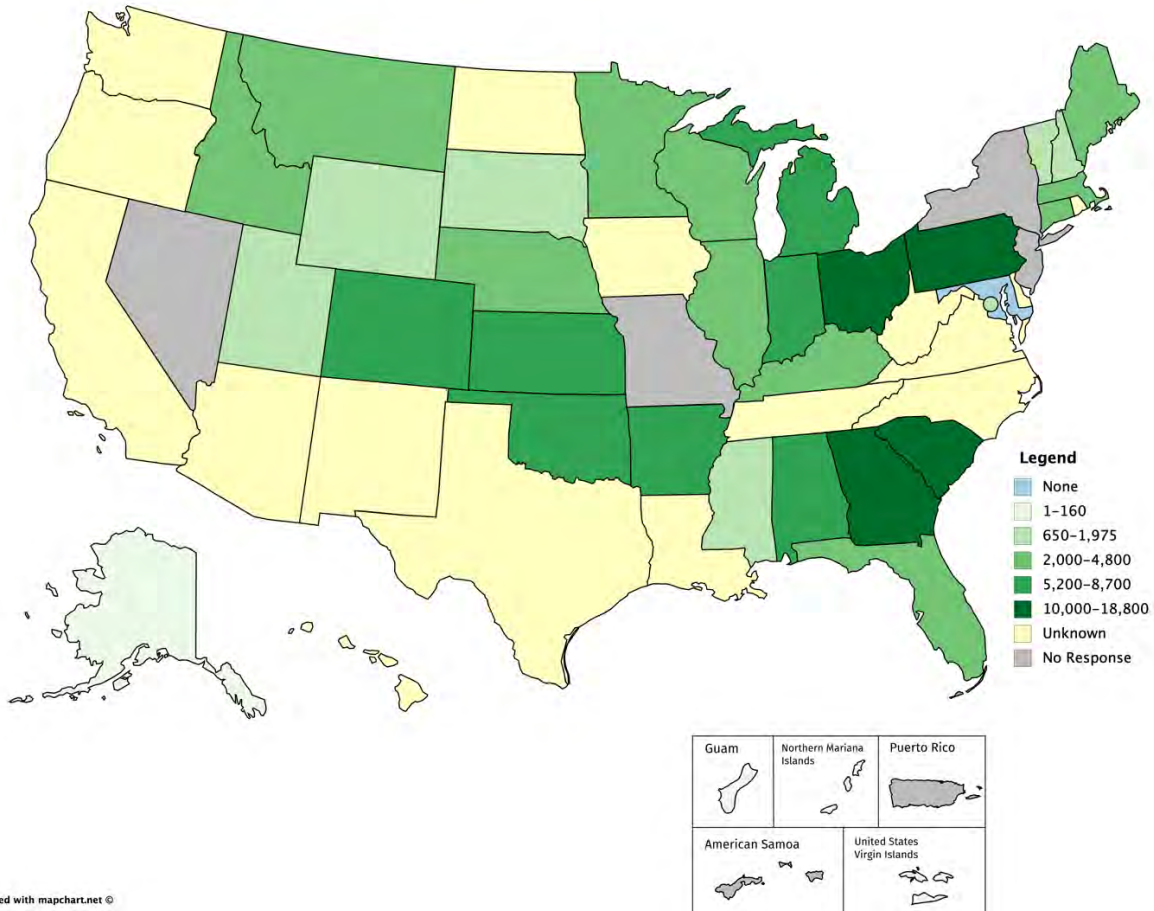 Legend
None
1–160
650–1,975
2,000–4,800
5,200–8,700
10,000–18,800
Unknown
No Response
Guam
Northern Mariana
Islands
Puerto Rico
American Samoa
United States
Virgin Islands
ed with mapchart.net ©